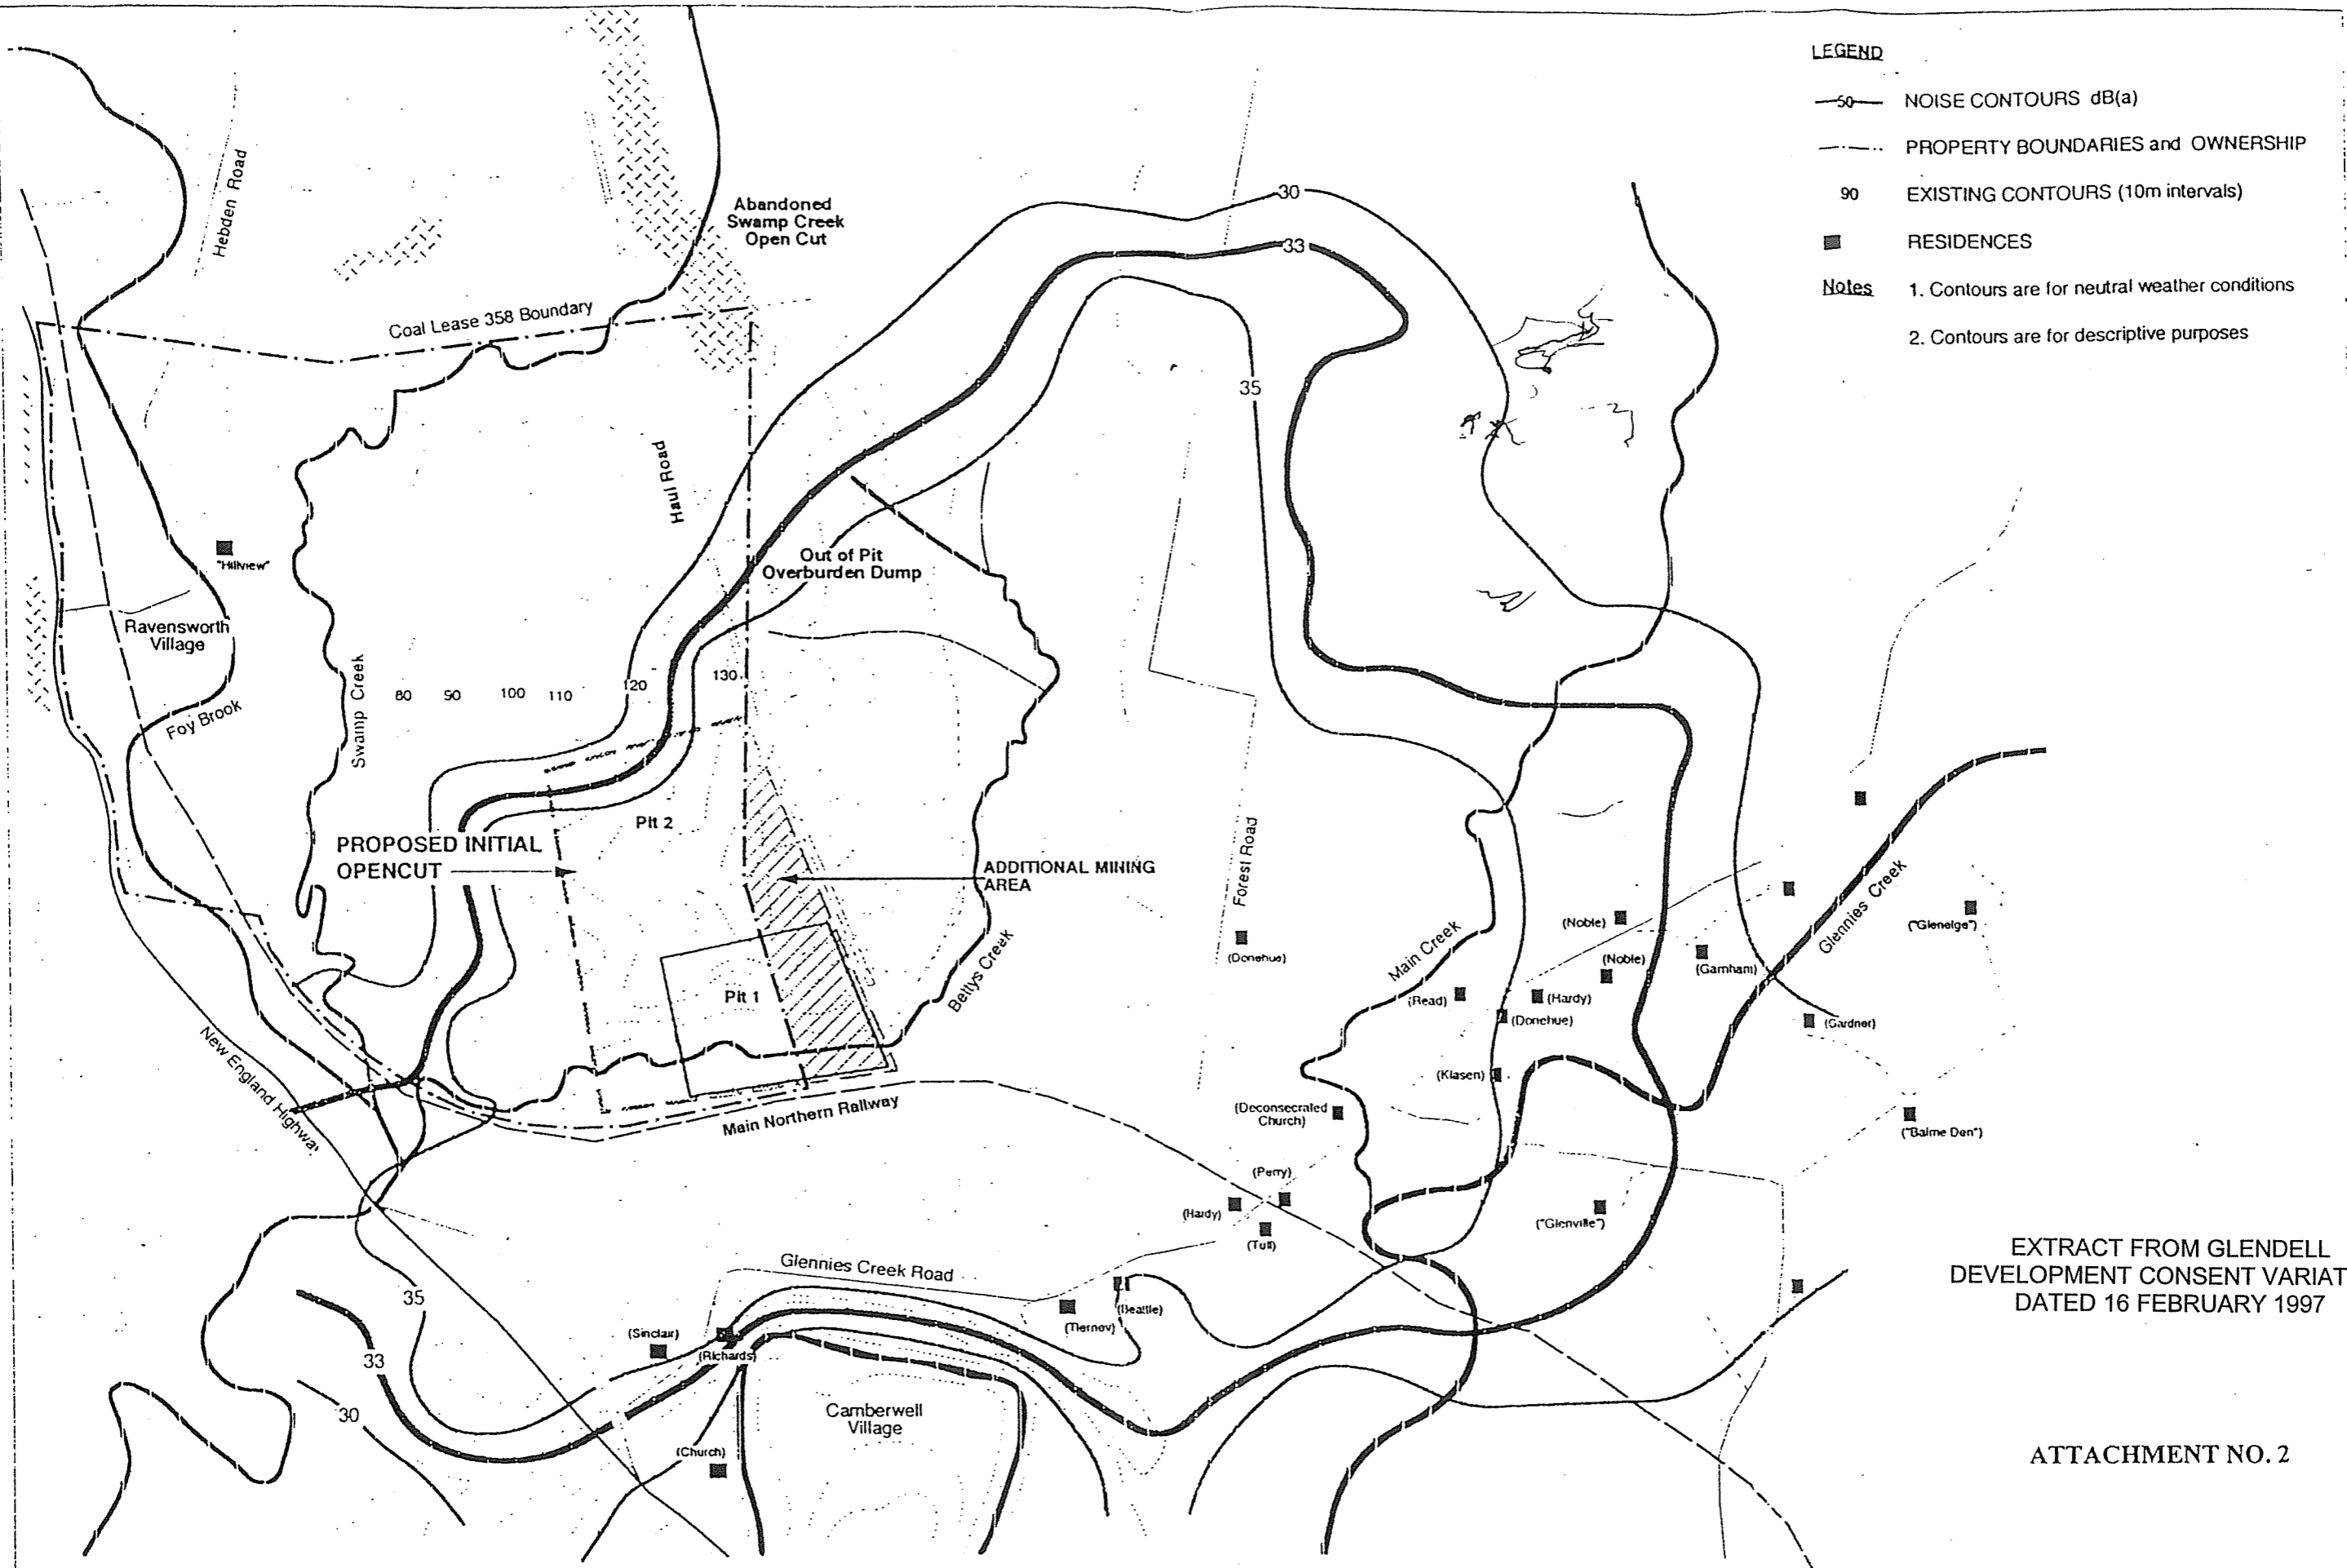 LEGEND
50 NOISE CONTOURS dB(a)
PROPERTY BOUNDARIES and OWNERSHIP
90 EXISTING CONTOURS (10m intervals)
RESIDENCES
Notes 1. Contours are for neutral weather conditions
2. Contours are for descriptive purposes
Hebden Road
Abandoned
Swamp Creek
Open Cut
30
33
35
Coal Lease 358 Boundary
Haul Road
"Hillview"
Out of Pit
Overburden Dump
Ravensworth
Village
Foy Brook
Swamp Creek
80 90 100 110 120 130
Pit 2
PROPOSED INITIAL
OPENCUT
ADDITIONAL MINING
AREA
Forest Road
Pit 1
Bettys Creek
Main Creek
Glennies Creek
(Donehue)
(Noble)
(Noble)
(Garnham)
("Glenelge")
(Read)
(Hardy)
(Donehue)
(Gardner)
(Klasen)
New England Highway
Main Northern Railway
(Deconsecrated
Church)
("Balme Den")
(Perry)
(Hardy)
("Glenville")
Glennies Creek Road
35
(Beattle)
(Tierney)
(Sinclair)
(Richards)
33
30
Camberwell
Village
(Church)
EXTRACT FROM GLENDELL
DEVELOPMENT CONSENT VARIAT
DATED 16 FEBRUARY 1997
ATTACHMENT NO. 2